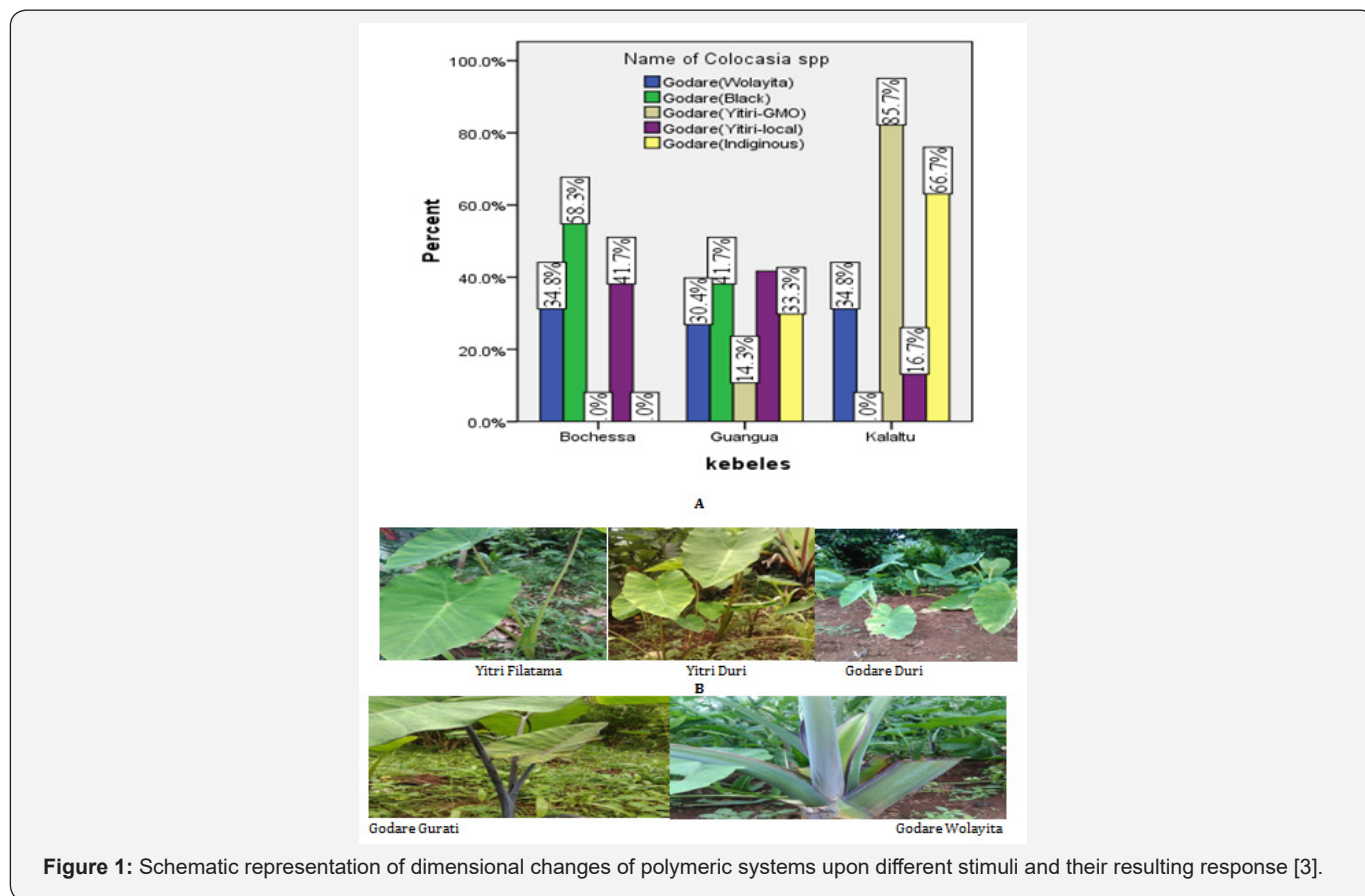 Name of Colocasia spp
Godare(Wolayita)
Godare(Black)
Godare(Yitiri-GMO)
Godare(Yitiri-local)
Godare(Indiginous)
Percent
100.0%
80.0%
60.0%
40.0%
20.0%
0.0%
34.8%
58.3%
.0%
41.7%
.0%
30.4%
41.7%
14.3%
33.3%
34.8%
.0%
85.7%
16.7%
66.7%
Bochessa Guangua Kalaltu
kebeles
A
Yitri Filatama Yitri Duri Godare Duri
B
Godare Gurati Godare Wolayita
Figure 1: Schematic representation of dimensional changes of polymeric systems upon different stimuli and their resulting response [3].